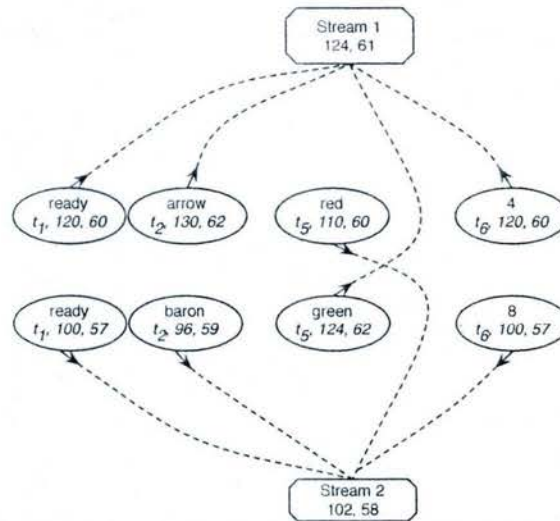 Stream 1
124, 61
ready
t1, 120, 60
arrow
t2, 130, 62
red
t5, 110, 60
4
t6, 120, 60
ready
t1, 100, 57
baron
t2, 96, 59
green
t5, 124, 62
8
t6, 100, 57
Stream 2
102, 58